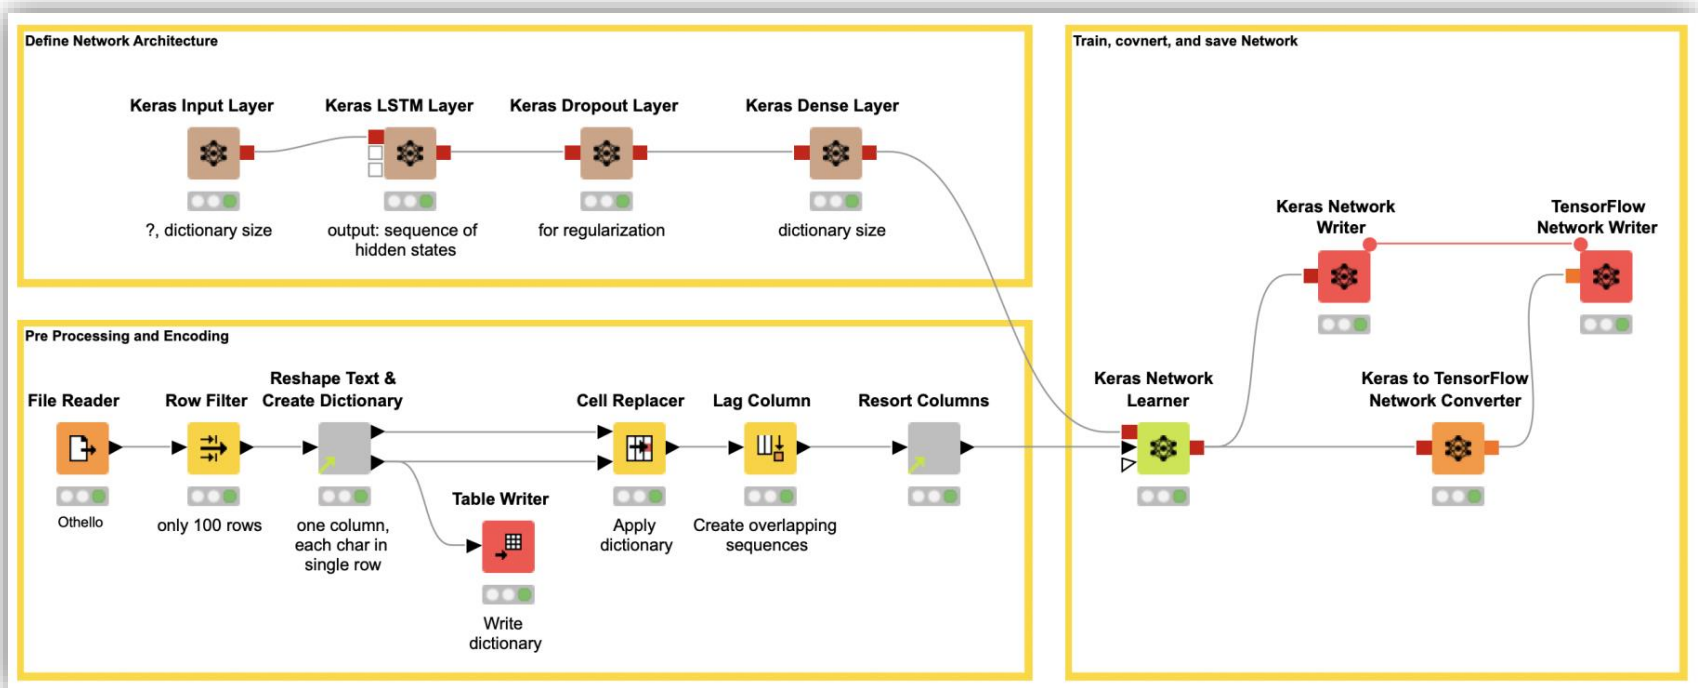 Define Network Architecture
Keras Input Layer
Keras LSTM Layer
Keras Dropout Layer
Keras Dense Layer
?, dictionary size
output: sequence of
hidden states
for regularization
dictionary size
Pre Processing and Encoding
File Reader
Row Filter
Reshape Text &
Create Dictionary
Cell Replacer
Lag Column
Resort Columns
Othello
only 100 rows
one column,
each char in
single row
Table Writer
Write
dictionary
Apply
dictionary
Create overlapping
sequences
Train, covnert, and save Network
Keras Network
Writer
TensorFlow
Network Writer
Keras Network
Learner
Keras to TensorFlow
Network Converter